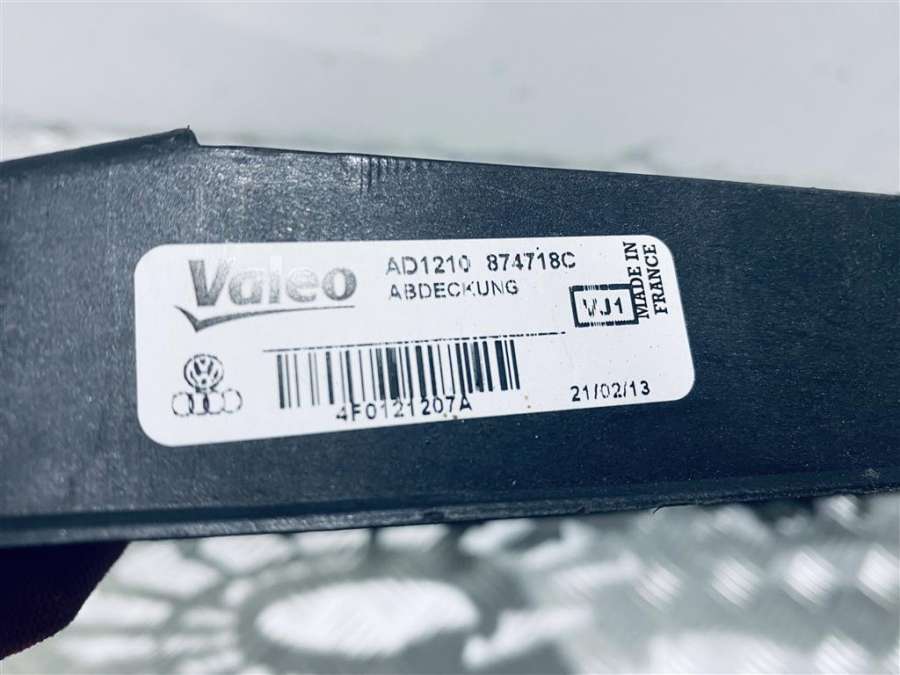 Valeo
AD1210 874718C
ABDECKUNG
VJ1
MADE IN
FRANCE
4F0121207A
21/02/13